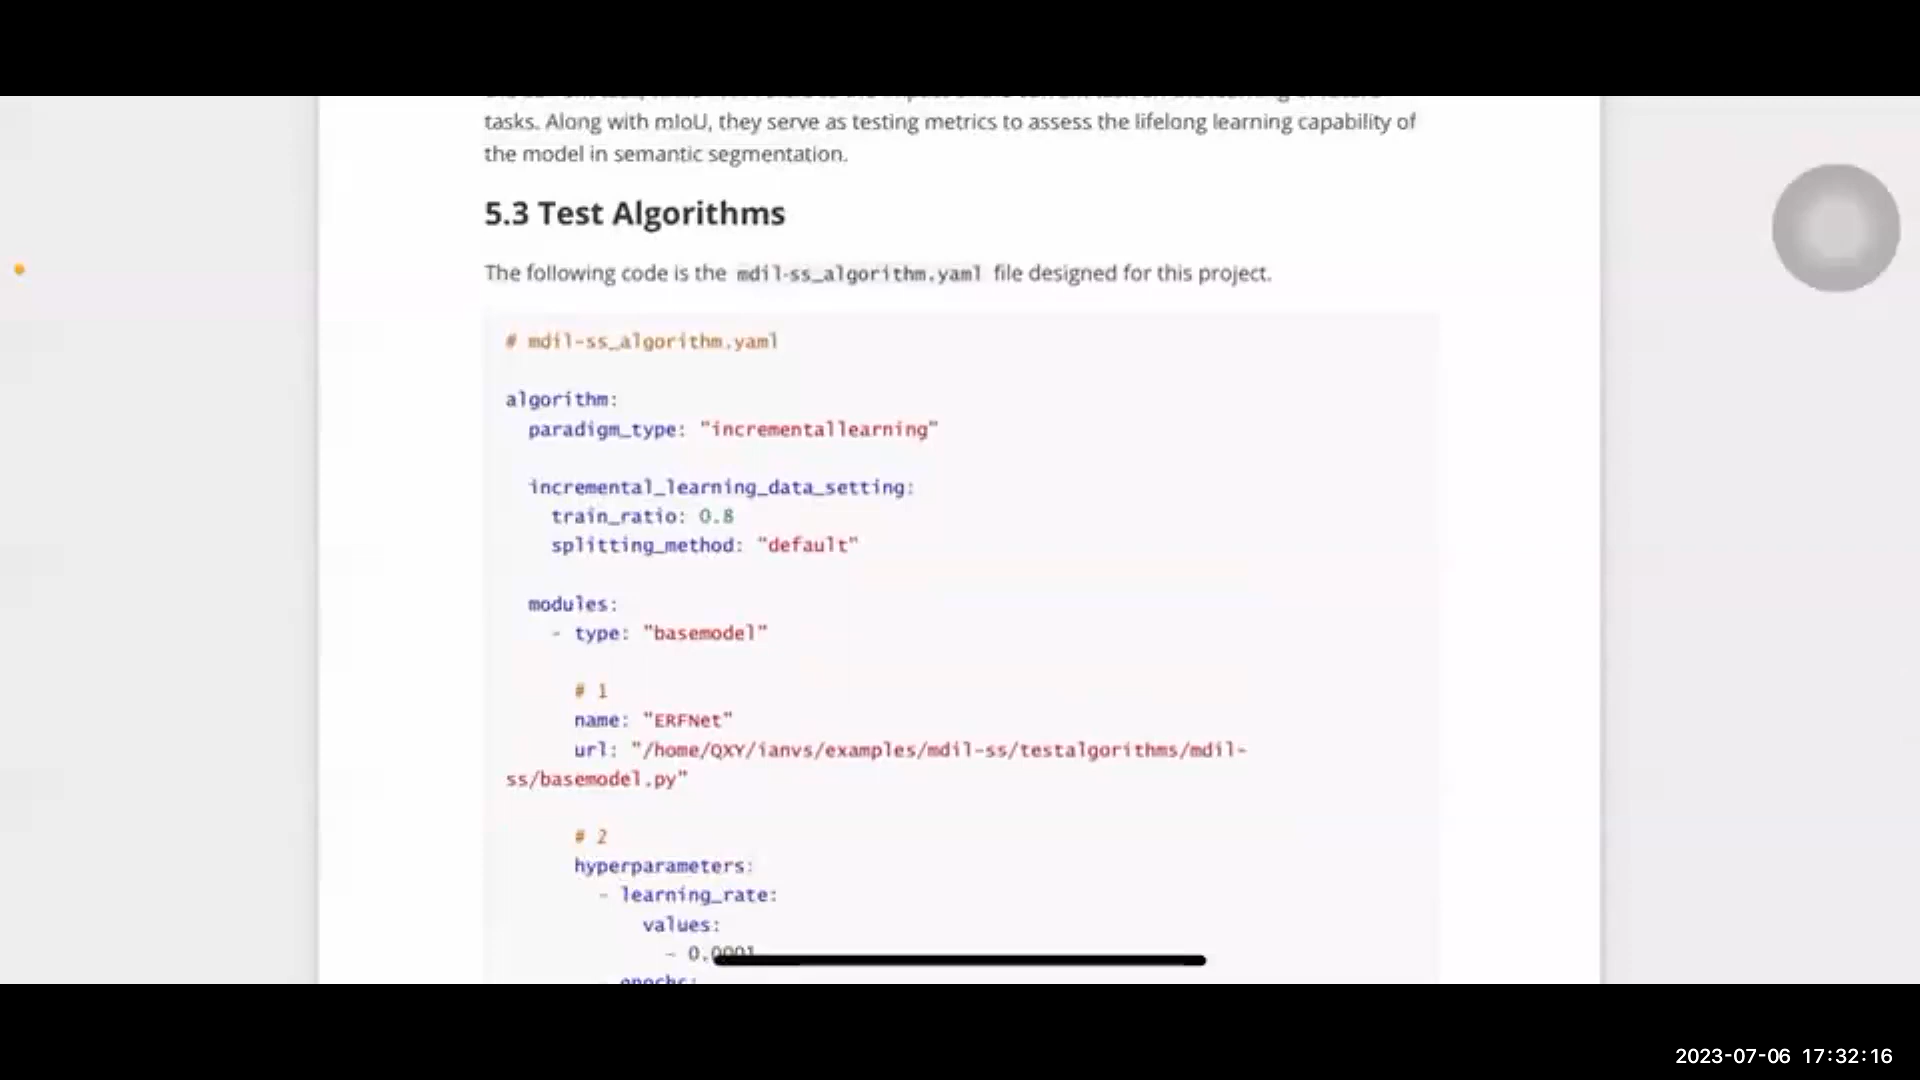 tasks. Along with mIoU, they serve as testing metrics to assess the lifelong learning capability of
the model in semantic segmentation.
5.3 Test Algorithms
The following code is the mdil-ss_algorithm.yaml file designed for this project.
# mdil-ss_algorithm.yaml
algorithm:
paradigm_type: "incrementallearning"
incremental_learning_data_setting:
train_ratio: 0.8
splitting_method: "default"
modules:
- type: "basemodel"
# 1
name: "ERFNet"
url: "/home/QXY/ianvs/examples/mdil-ss/testalgorithms/mdil-
ss/basemodel.py"
# 2
hyperparameters:
- learning_rate:
values:
- 0.0001
epochs:
2023-07-06 17:32:16